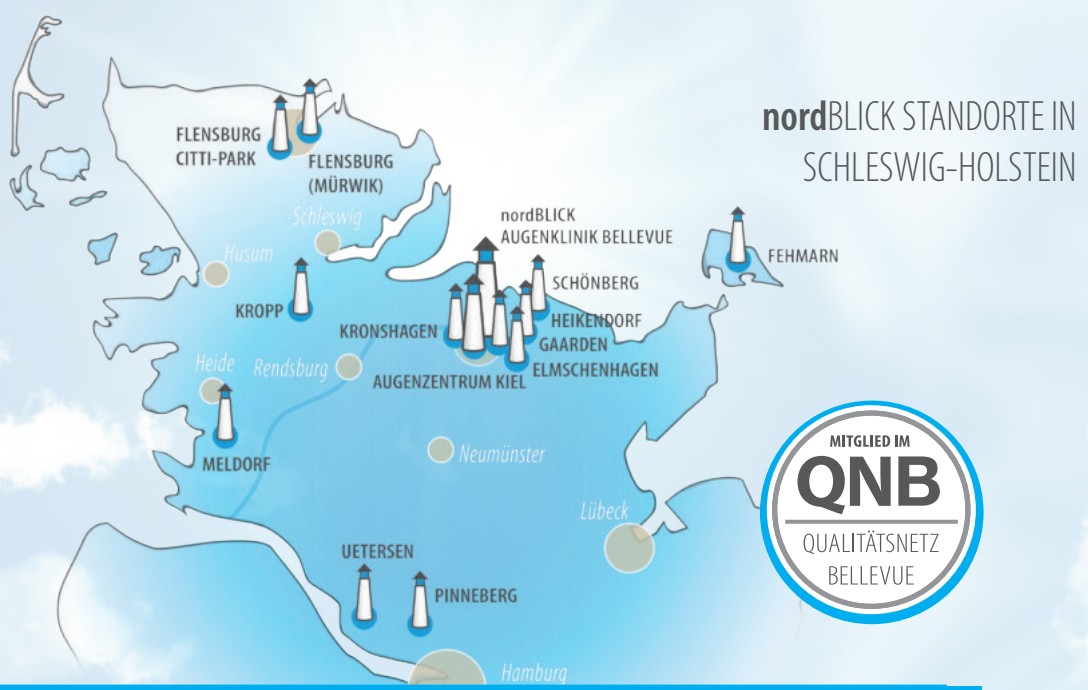 nordBLICK STANDORTE IN
SCHLESWIG-HOLSTEIN
FLENSBURG
CITTI-PARK
FLENSBURG
(MÜRWIK)
Schleswig
Husum
nordBLICK
AUGENKLINIK BELLEVUE
FEHMARN
SCHÖNBERG
KROPP
HEIKENDORF
KRONSHAGEN
GAARDEN
ELMSCHENHAGEN
Heide
Rendsburg
AUGENZENTRUM KIEL
MELDORF
Neumünster
MITGLIED IM
QNB
QUALITÄTSNETZ
BELLEVUE
Lübeck
UETERSEN
PINNEBERG
Hamburg